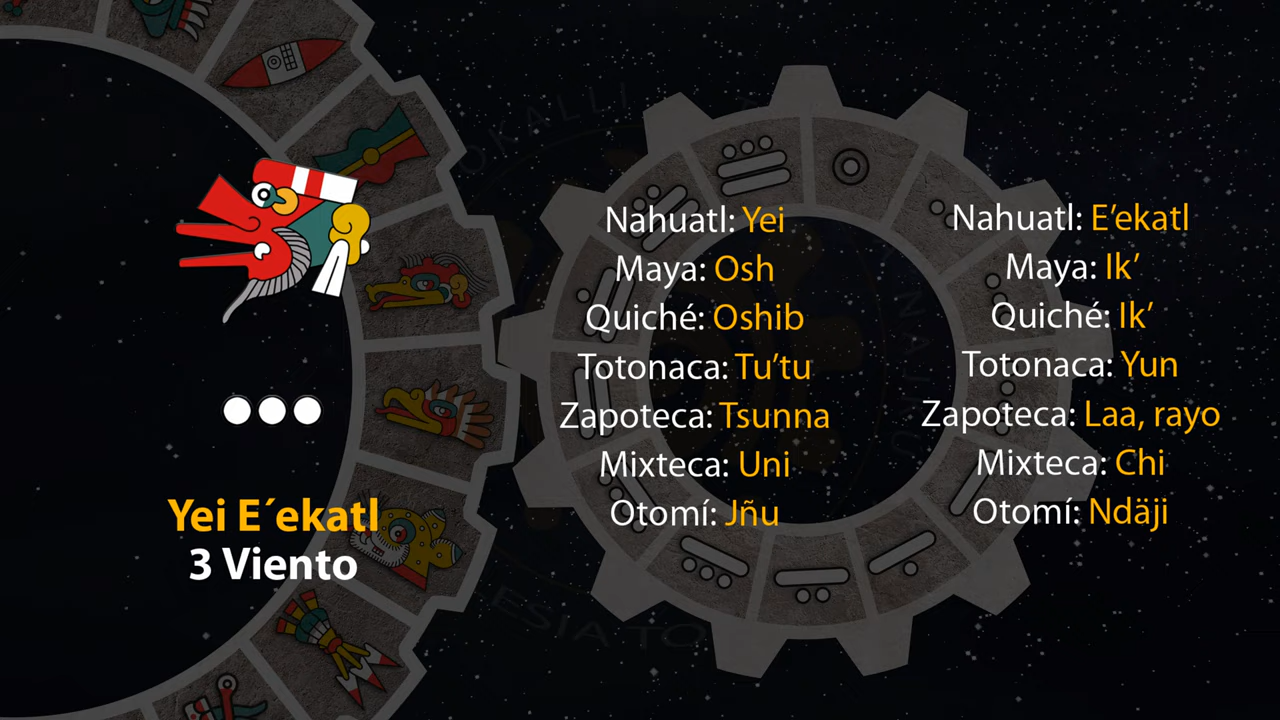 Yei E´ekatl
3 Viento
Nahuatl: Yei
Maya: Osh
Quiché: Oshib
Totonaca: Tu’tu
Zapoteca: Tsunna
Mixteca: Uni
Otomí: Jñu
Nahuatl: E’ekatl
Maya: Ik’
Quiché: Ik’
Totonaca: Yun
Zapoteca: Laa, rayo
Mixteca: Chi
Otomí: Ndäji